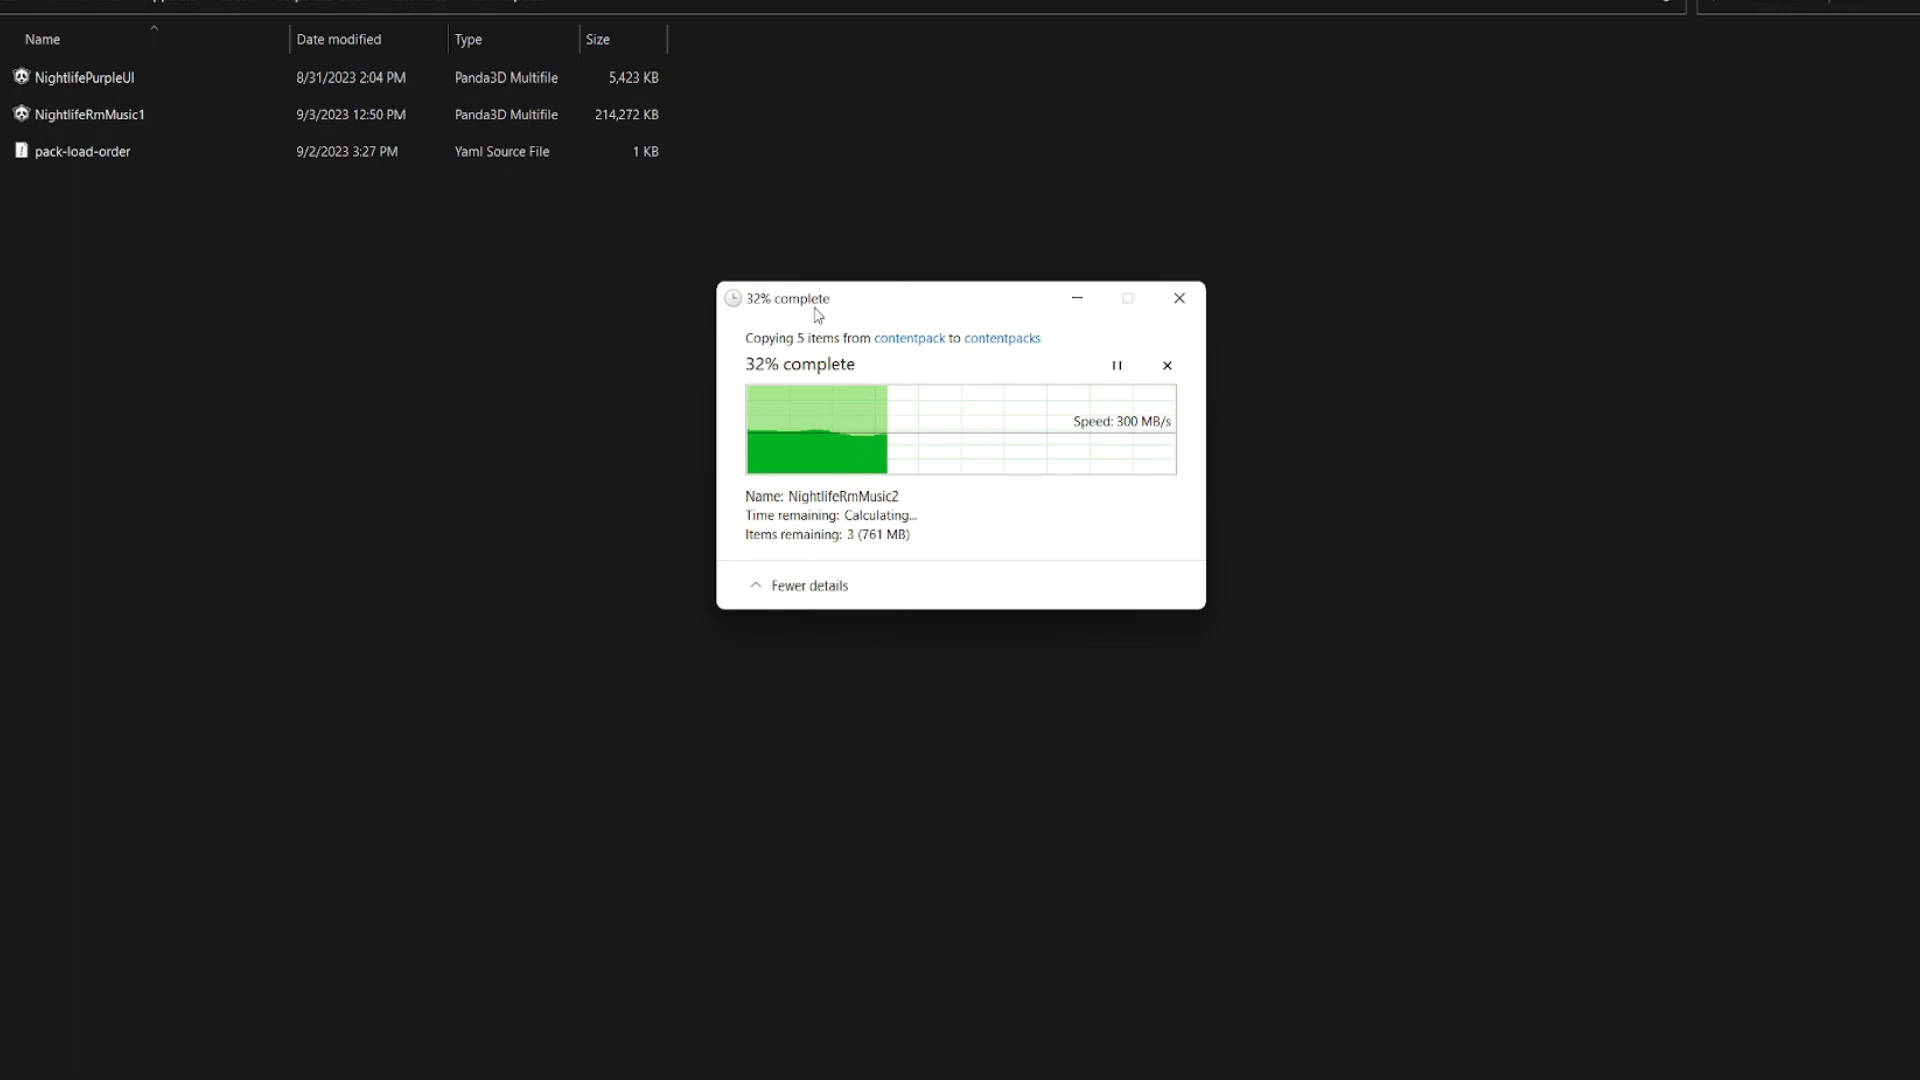 Name
Date modified
Type
Size
NightlifePurpleUI
8/31/2023 2:04 PM
Panda3D Multifile
5,423 KB
NightlifeRmMusic1
9/3/2023 12:50 PM
Panda3D Multifile
214,272 KB
pack-load-order
9/2/2023 3:27 PM
Yaml Source File
1 KB
32% complete
Copying 5 items from contentpack to contentpacks
32% complete
Speed: 300 MB/s
Name: NightlifeRmMusic2
Time remaining: Calculating...
Items remaining: 3 (761 MB)
Fewer details